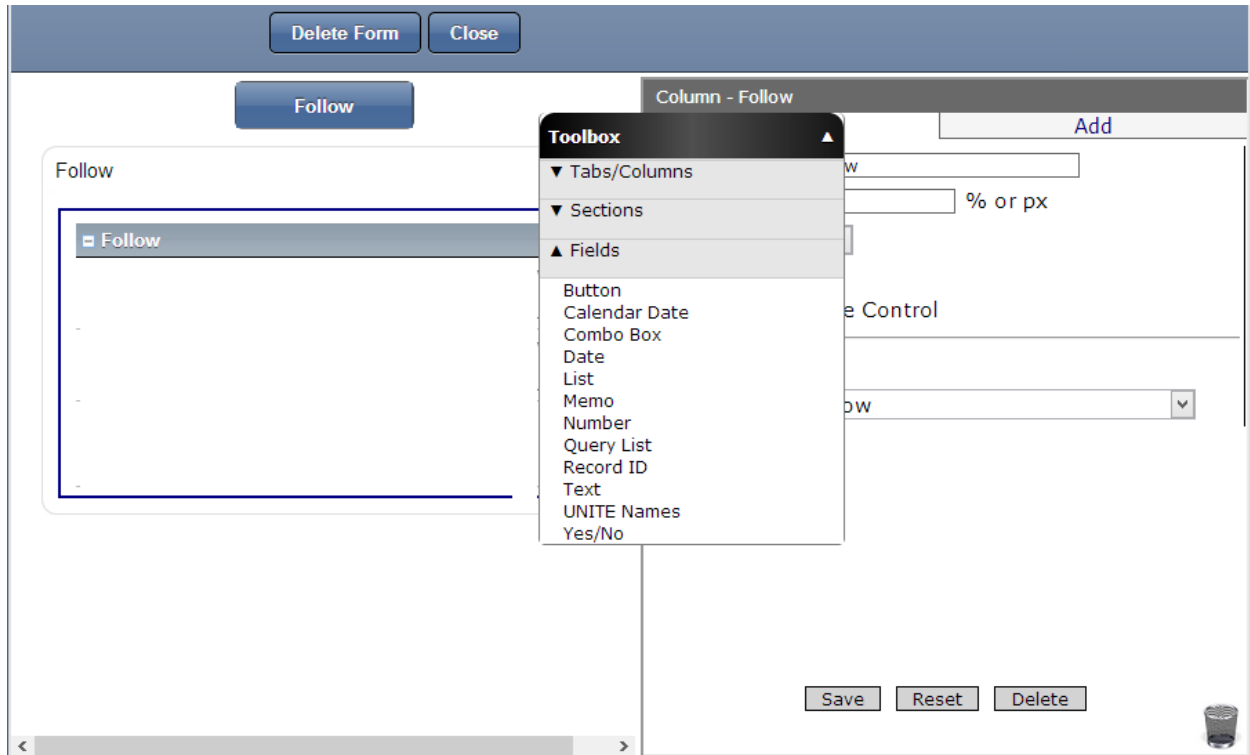 Delete Form Close
Follow
Column - Follow
Add
Toolbox
Follow
Tabs/Columns
w
Sections
% or px
Follow
Fields
Button
Calendar Date
e Control
Combo Box
Date
List
Memo
ow
Number
Query List
Record ID
Text
UNITE Names
Yes/No
Save Reset Delete